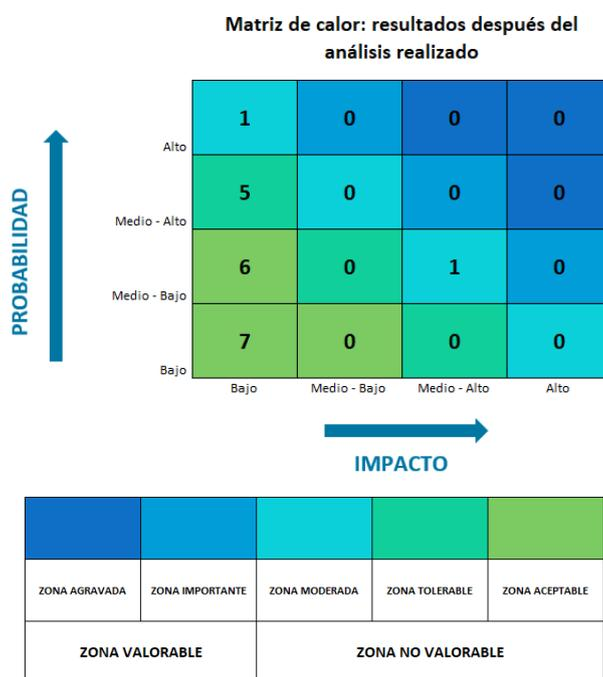 Matriz de calor: resultados después del
análisis realizado
PROBABILIDAD
1 0 0 0
Alto
5 0 0 0
Medio - Alto
6 0 1 0
Medio - Bajo
7 0 0 0
Bajo
Bajo Medio - Bajo Medio - Alto Alto
IMPACTO
ZONA AGRAVADA ZONA IMPORTANTE ZONA MODERADA ZONA TOLERABLE ZONA ACEPTABLE
ZONA VALORABLE ZONA NO VALORABLE